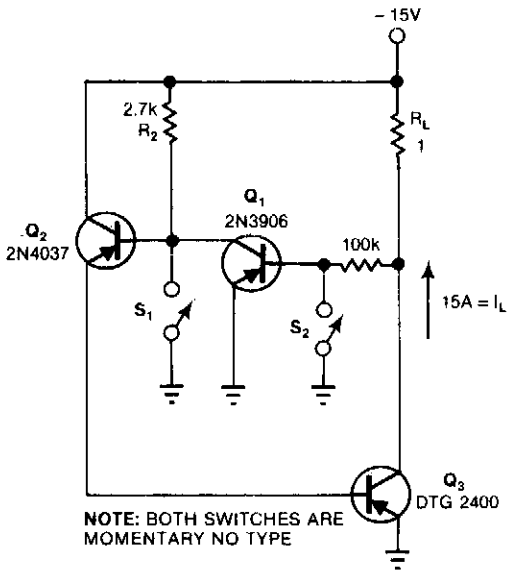 – 15V
2.7k
R2
RL
1
Q1
2N3906
Q2
2N4037
100k
S1
S2
15A = IL
Q3
DTG 2400
NOTE: BOTH SWITCHES ARE
MOMENTARY NO TYPE